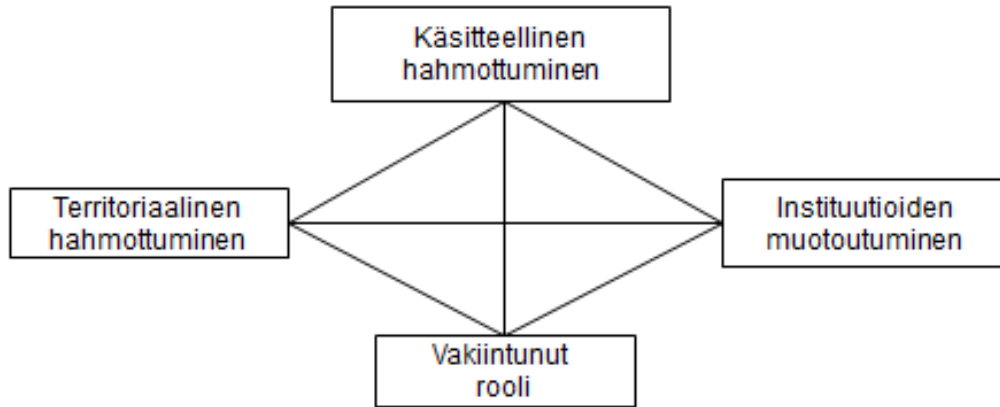 Käsitteellinen
hahmottuminen
Territoriaalinen
hahmottuminen
Instituutioiden
muotoutuminen
Vakiintunut
rooli